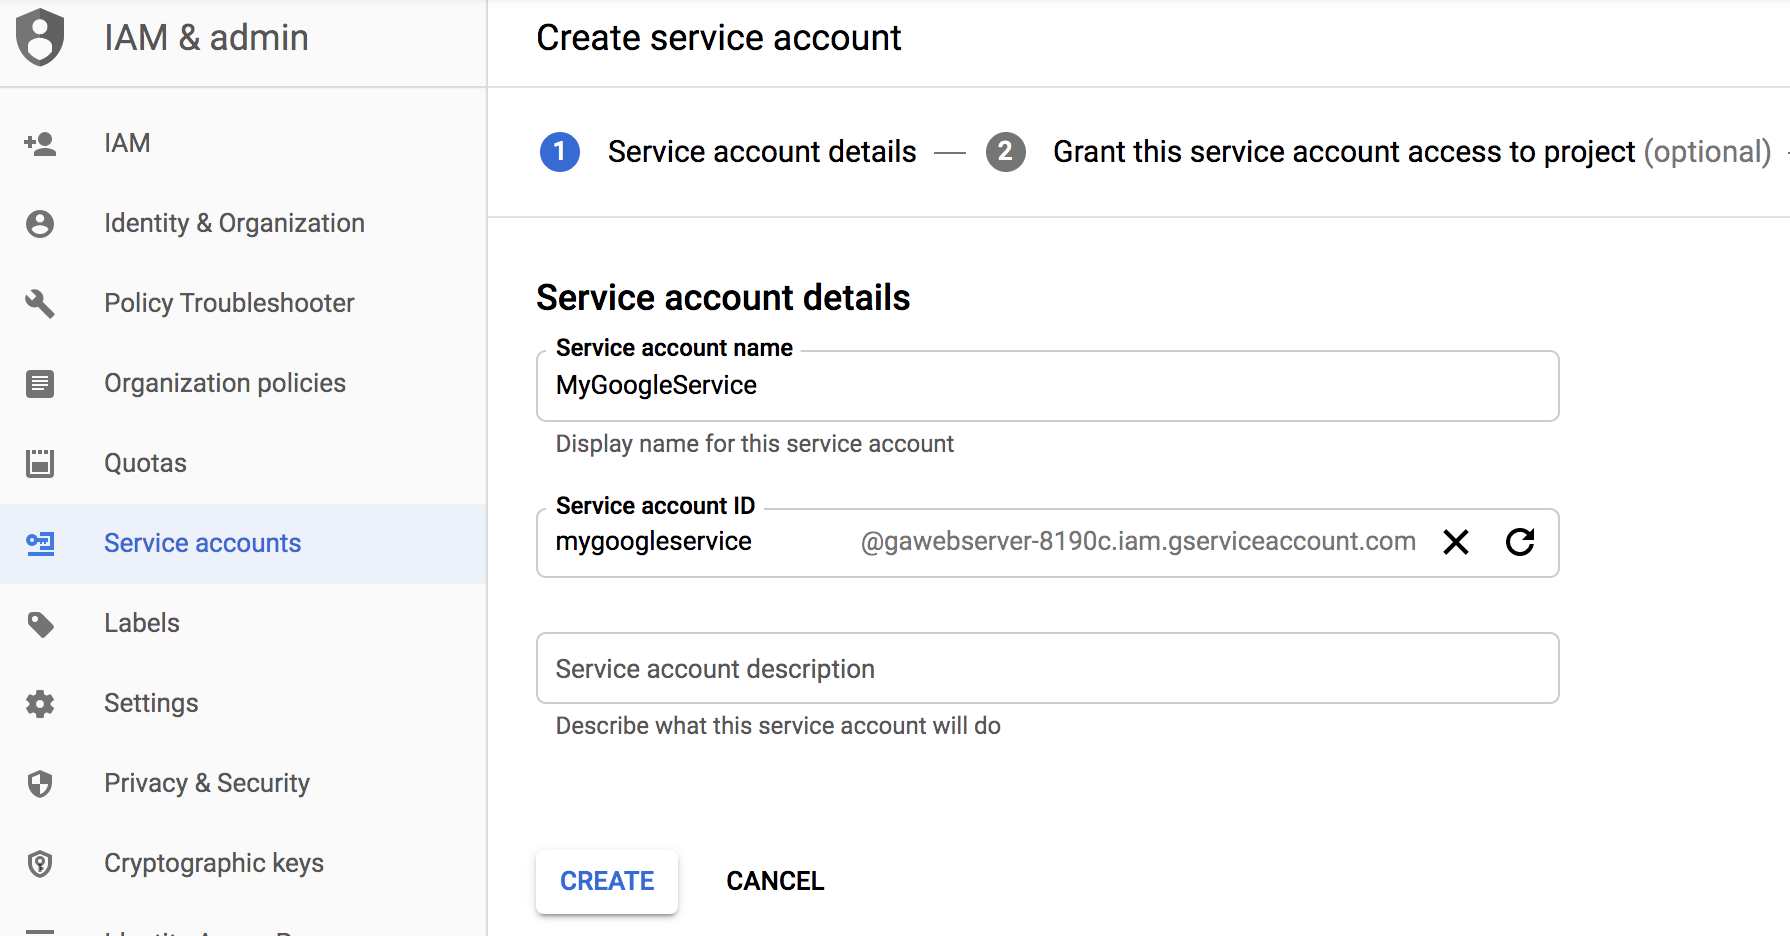 IAM & admin
Create service account
IAM
Identity & Organization
Policy Troubleshooter
Organization policies
Quotas
Service accounts
Labels
Settings
Privacy & Security
Cryptographic keys
1 Service account details
2 Grant this service account access to project (optional)
Service account details
Service account name
MyGoogleService
Display name for this service account
Service account ID
mygoogleservice @gawebserver-8190c.iam.gserviceaccount.com
Service account description
Describe what this service account will do
CREATE CANCEL